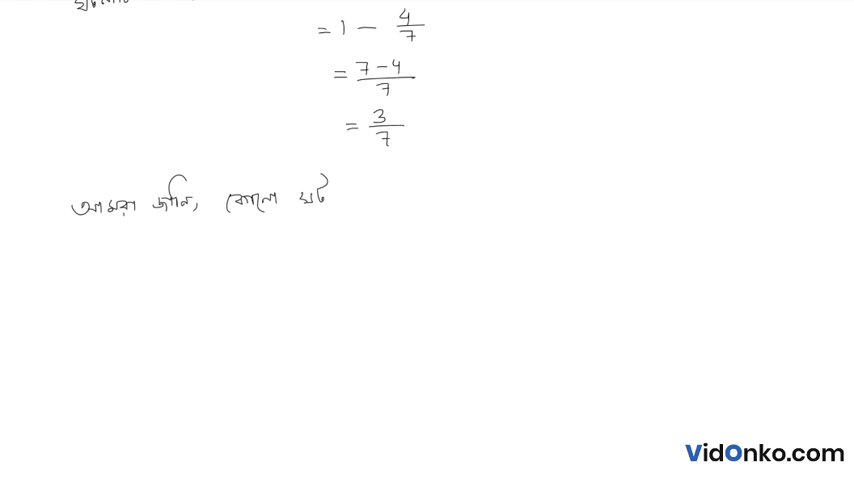 = 1 - 4/7
= 7-4/7
= 3/7
আমরা জানি, কোনো ঘট
VidOnko.com